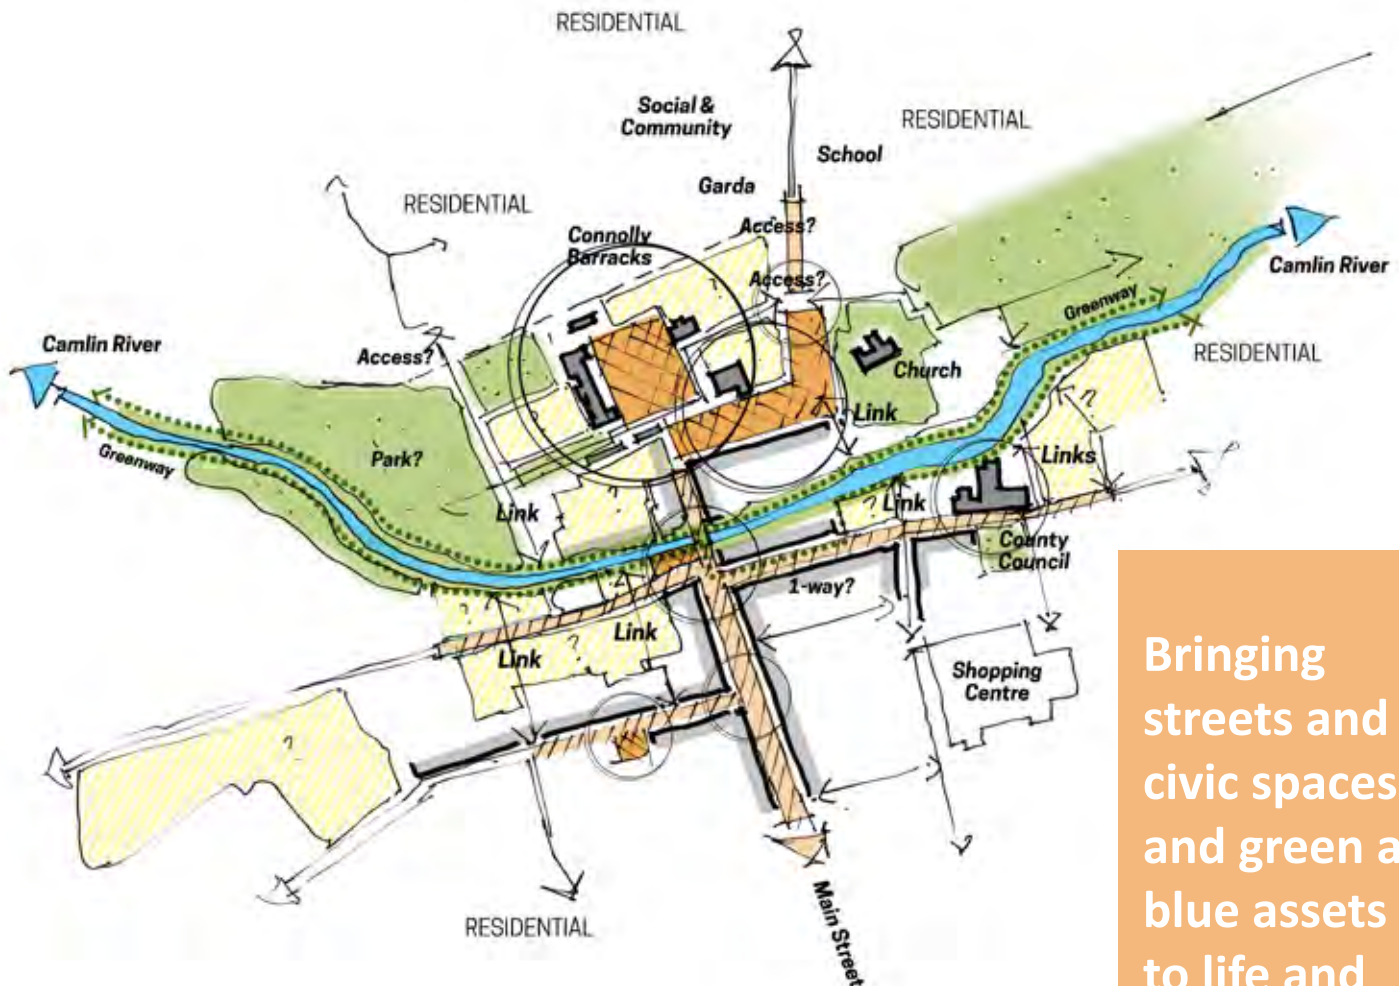 RESIDENTIAL
Social &
Community
RESIDENTIAL
School
Garda
RESIDENTIAL
Access?
Connolly
Barracks
Camlin River
Access?
Greenway
Camlin River
Access?
RESIDENTIAL
Church
Link
Park?
Greenway
Links
?
Link
?
Link
County
Council
1-way?
?
Link
?
Link
Shopping
Centre
?
RESIDENTIAL
Main Street
Bringing
streets and
civic spaces
and green a
blue assets
to life and